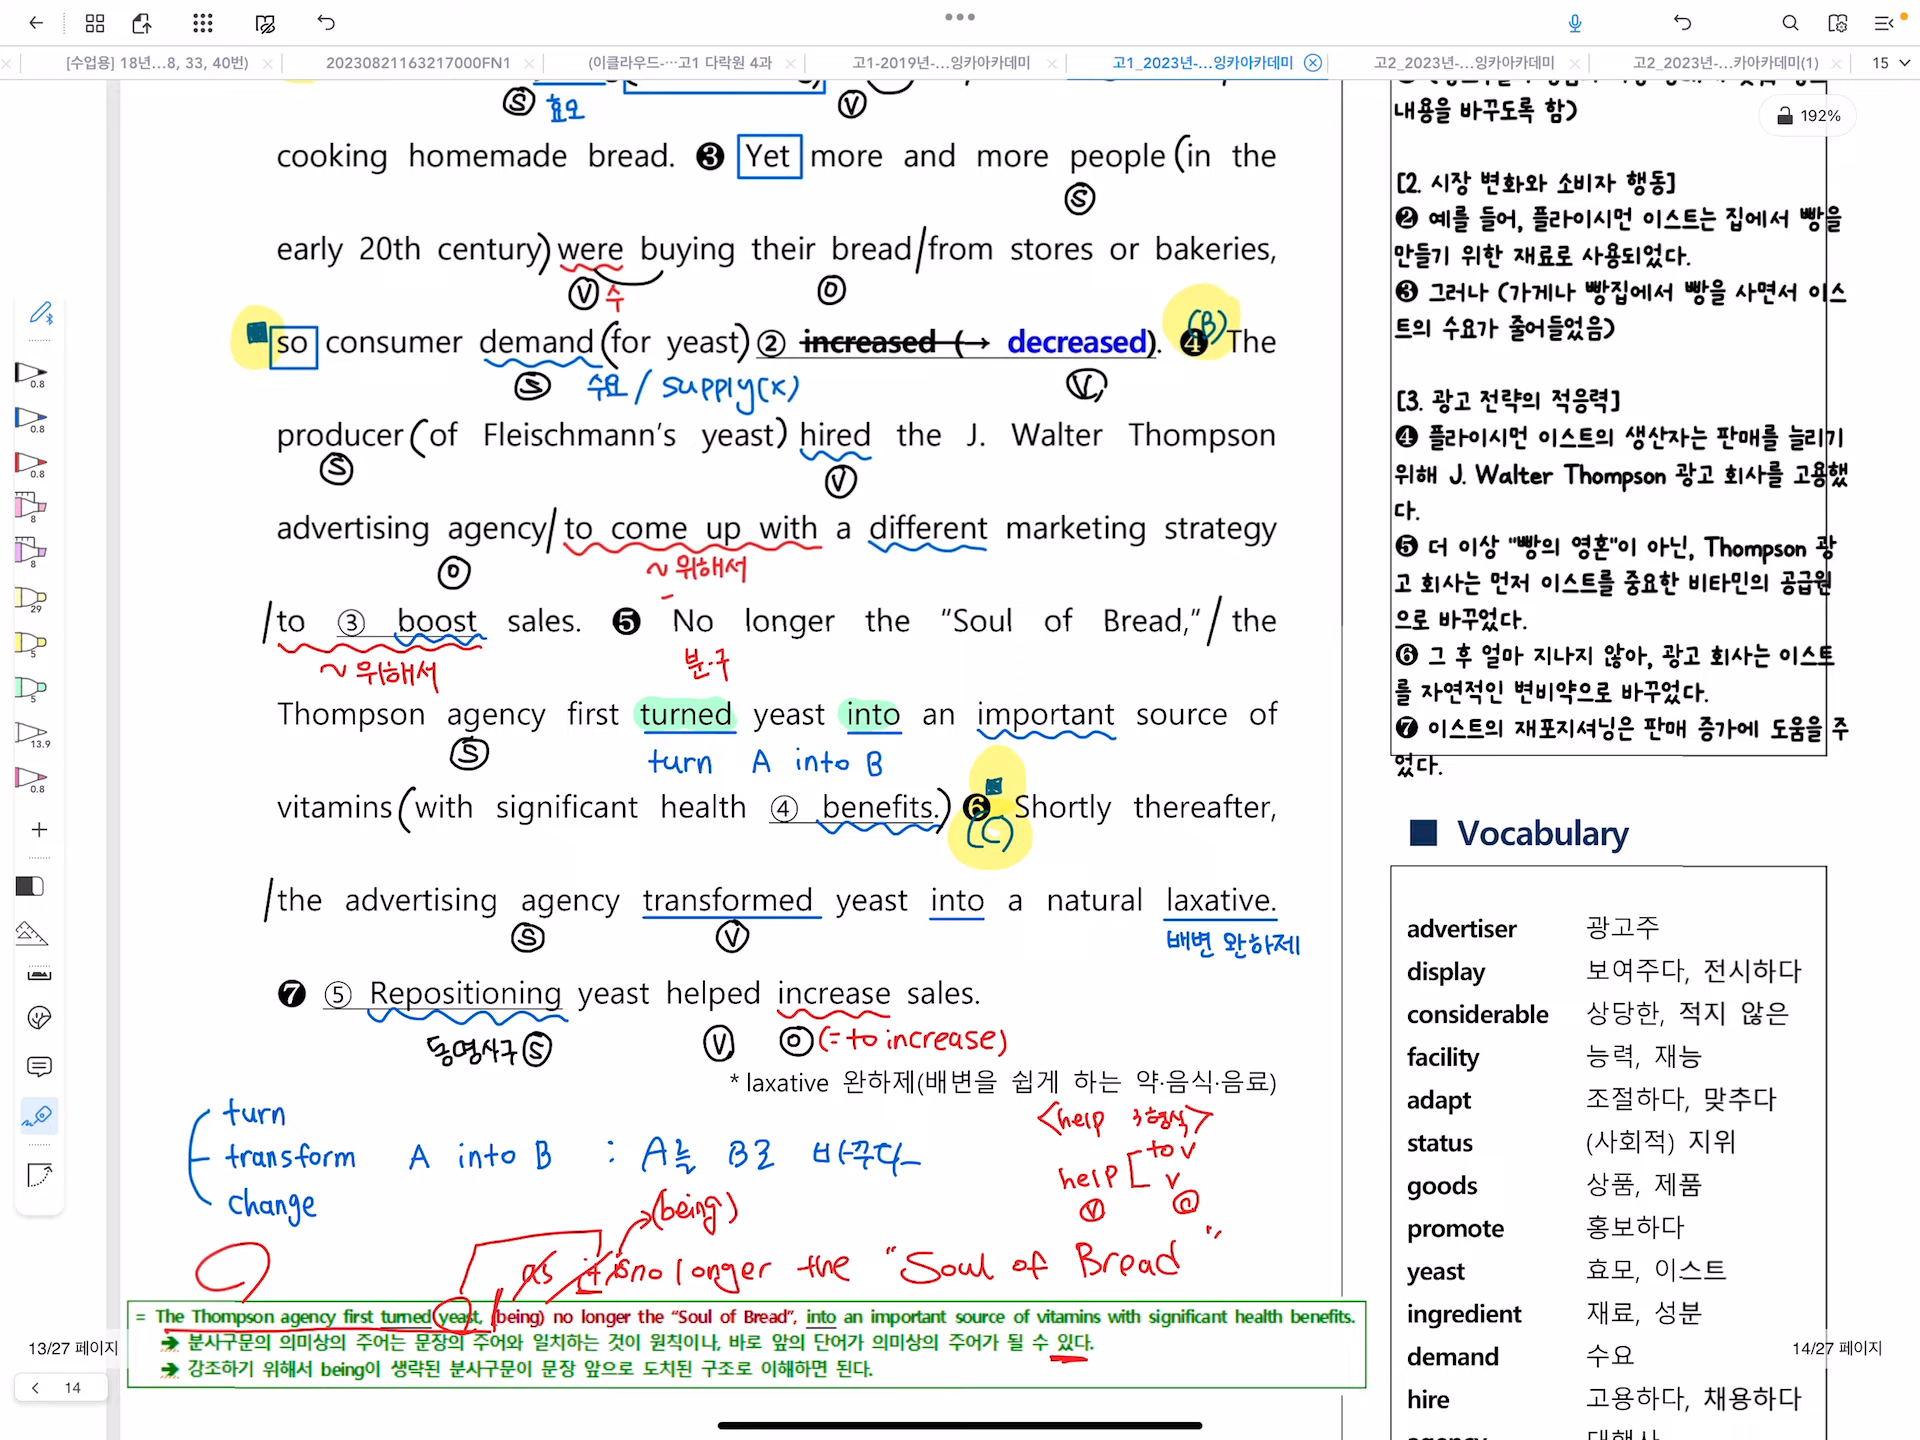 [수업용] 18년...8, 33, 40번)
20230821163217000FN1
(이클라우드-...고1 다락원 4과
고1-2019년-...잉카아카데미
고1_2023년-...잉카아카데미
고2_2023년-...잉카아카데미
고2_2023년-...카아카데미(1)
15
192%
S 효모 V
cooking homemade bread. ❸ Yet more and more people (in the
S
early 20th century) were buying their bread / from stores or bakeries,
V 수 O
so consumer demand (for yeast) ② increased (→ decreased). ❹ (B) The
S 수요 / supply(x) V
producer (of Fleischmann's yeast) hired the J. Walter Thompson
S V
advertising agency / to come up with a different marketing strategy
O ~위해서
/ to ③ boost sales. ❺ No longer the “Soul of Bread,” / the
~위해서 분.구
Thompson agency first turned yeast into an important source of
S turn A into B
vitamins (with significant health ④ benefits.) ❻ (C) Shortly thereafter,
/ the advertising agency transformed yeast into a natural laxative.
S V 배변 완하제
❼ ⑤ Repositioning yeast helped increase sales.
동명사구 S V O (= to increase)
* laxative 완하제(배변을 쉽게 하는 약·음식·음료)
turn
transform A into B : A를 B로 바꾸다
change
<help 3형식>
help to V
V
V O
(being)
as it is no longer the "Soul of Bread"
= The Thompson agency first turned yeast, (being) no longer the “Soul of Bread”, into an important source of vitamins with significant health benefits.
➔ 분사구문의 의미상의 주어는 문장의 주어와 일치하는 것이 원칙이나, 바로 앞의 단어가 의미상의 주어가 될 수 있다.
➔ 강조하기 위해서 being이 생략된 분사구문이 문장 앞으로 도치된 구조로 이해하면 된다.
13/27 페이지
14
내용을 바꾸도록 함)
[2. 시장 변화와 소비자 행동]
❷ 예를 들어, 플라이시먼 이스트는 집에서 빵을
만들기 위한 재료로 사용되었다.
❸ 그러나 (가게나 빵집에서 빵을 사면서 이스
트의 수요가 줄어들었음)
[3. 광고 전략의 적응력]
❹ 플라이시먼 이스트의 생산자는 판매를 늘리기
위해 J. Walter Thompson 광고 회사를 고용했
다.
❺ 더 이상 "빵의 영혼"이 아닌, Thompson 광
고 회사는 먼저 이스트를 중요한 비타민의 공급원
으로 바꾸었다.
❻ 그 후 얼마 지나지 않아, 광고 회사는 이스트
를 자연적인 변비약으로 바꾸었다.
❼ 이스트의 재포지셔닝은 판매 증가에 도움을 주
었다.
■ Vocabulary
advertiser 광고주
display 보여주다, 전시하다
considerable 상당한, 적지 않은
facility 능력, 재능
adapt 조절하다, 맞추다
status (사회적) 지위
goods 상품, 제품
promote 홍보하다
yeast 효모, 이스트
ingredient 재료, 성분
demand 수요
14/27 페이지
hire 고용하다, 채용하다
0.8
0.8
0.8
8
8
29
5
5
13.9
0.8